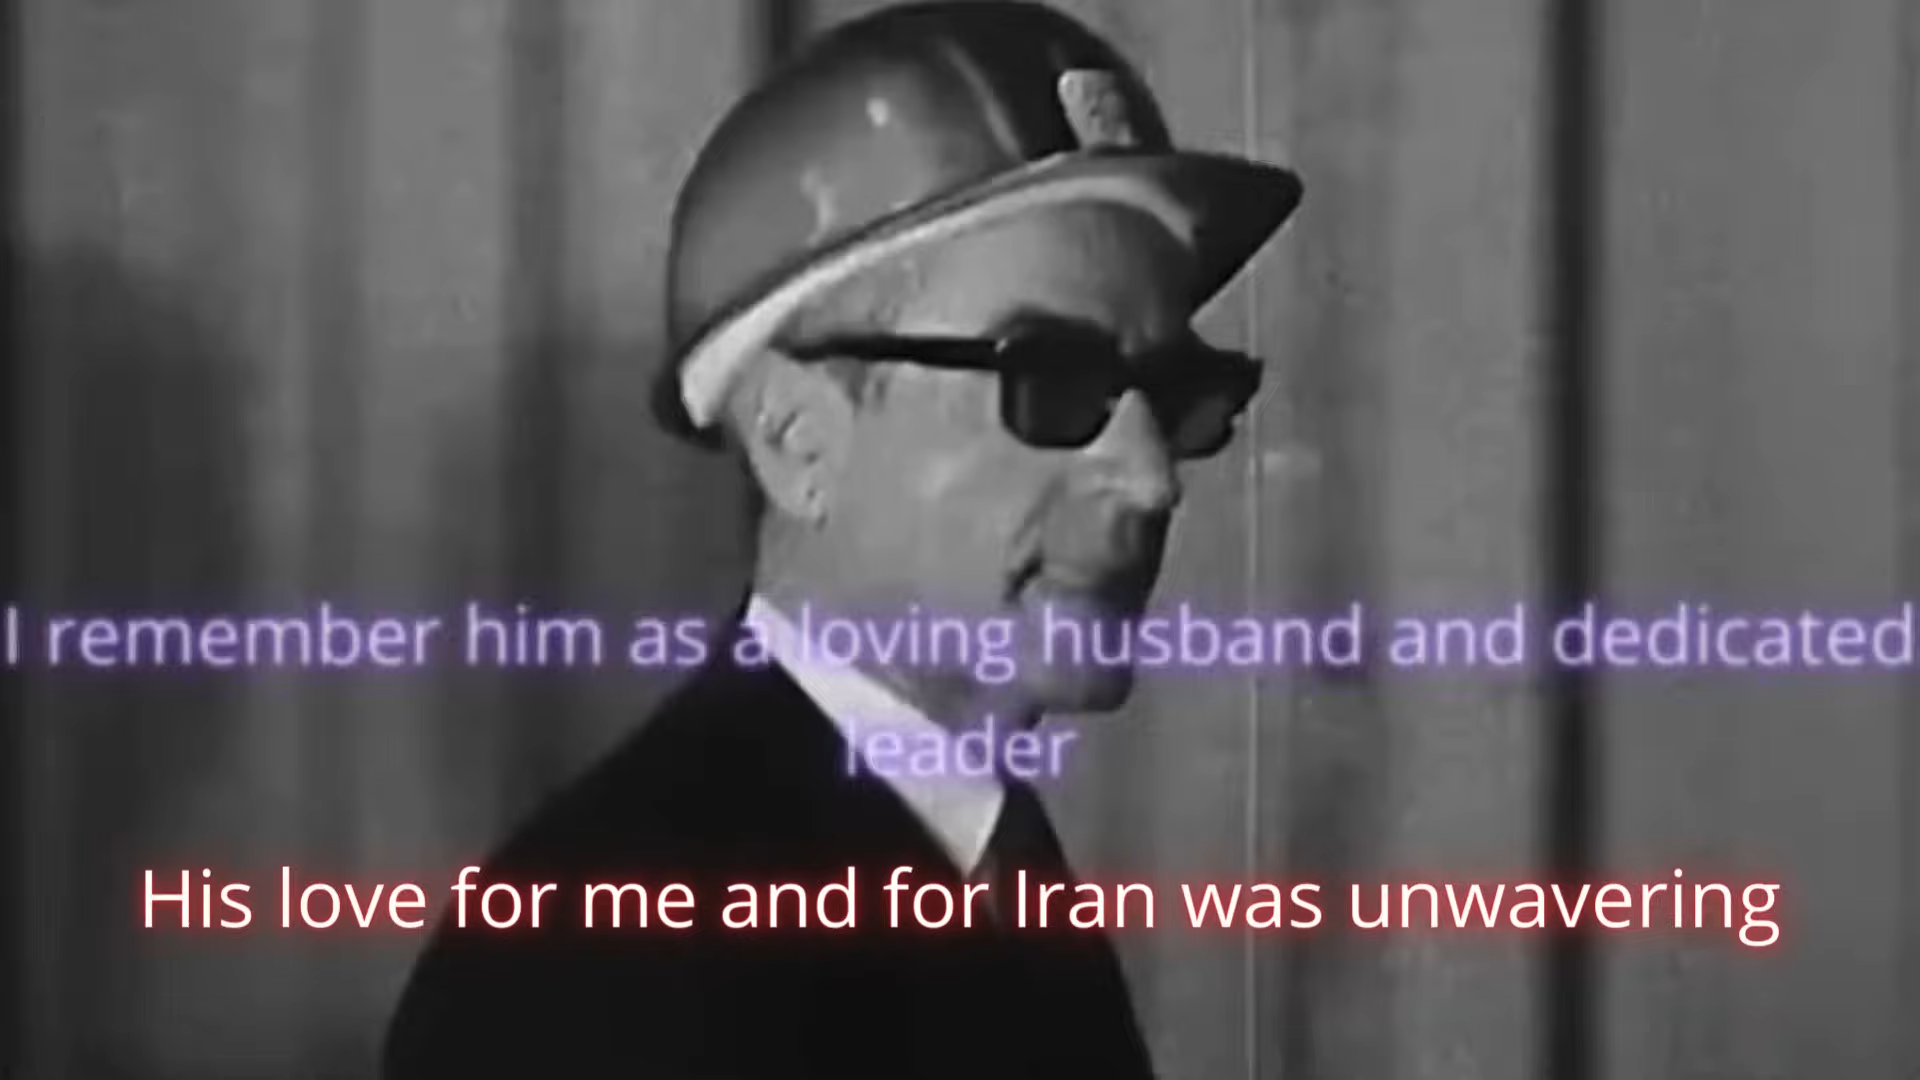 I remember him as a loving husband and dedicated
leader
His love for me and for Iran was unwavering